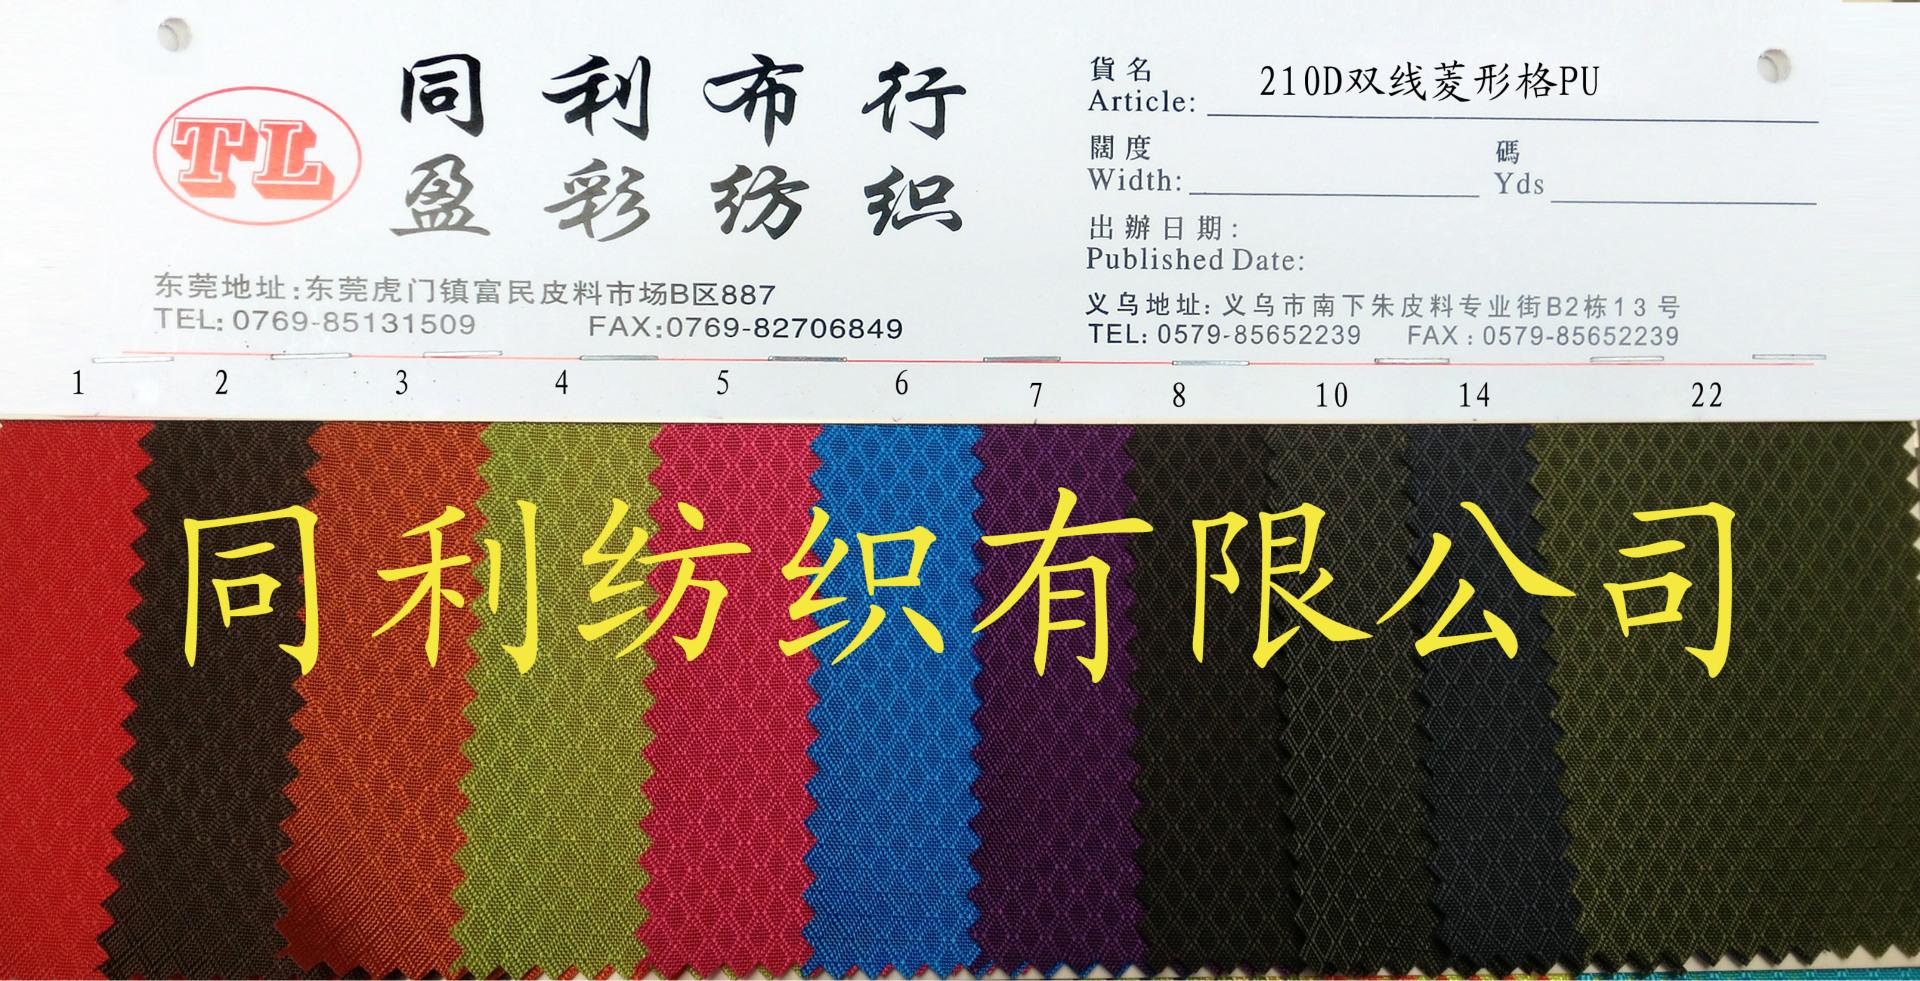 TL
同利布行
盈彩纺织
东莞地址:东莞虎门镇富民皮料市场B区887
TEL: 0769-85131509 FAX:0769-82706849
貨名
Article: 210D双线菱形格PU
闊度 碼
Width: Yds
出辦日期:
Published Date:
义乌地址: 义乌市南下朱皮料专业街B2栋13号
TEL: 0579-85652239 FAX : 0579-85652239
1 2 3 4 5 6 7 8 10 14 22
同利纺织有限公司